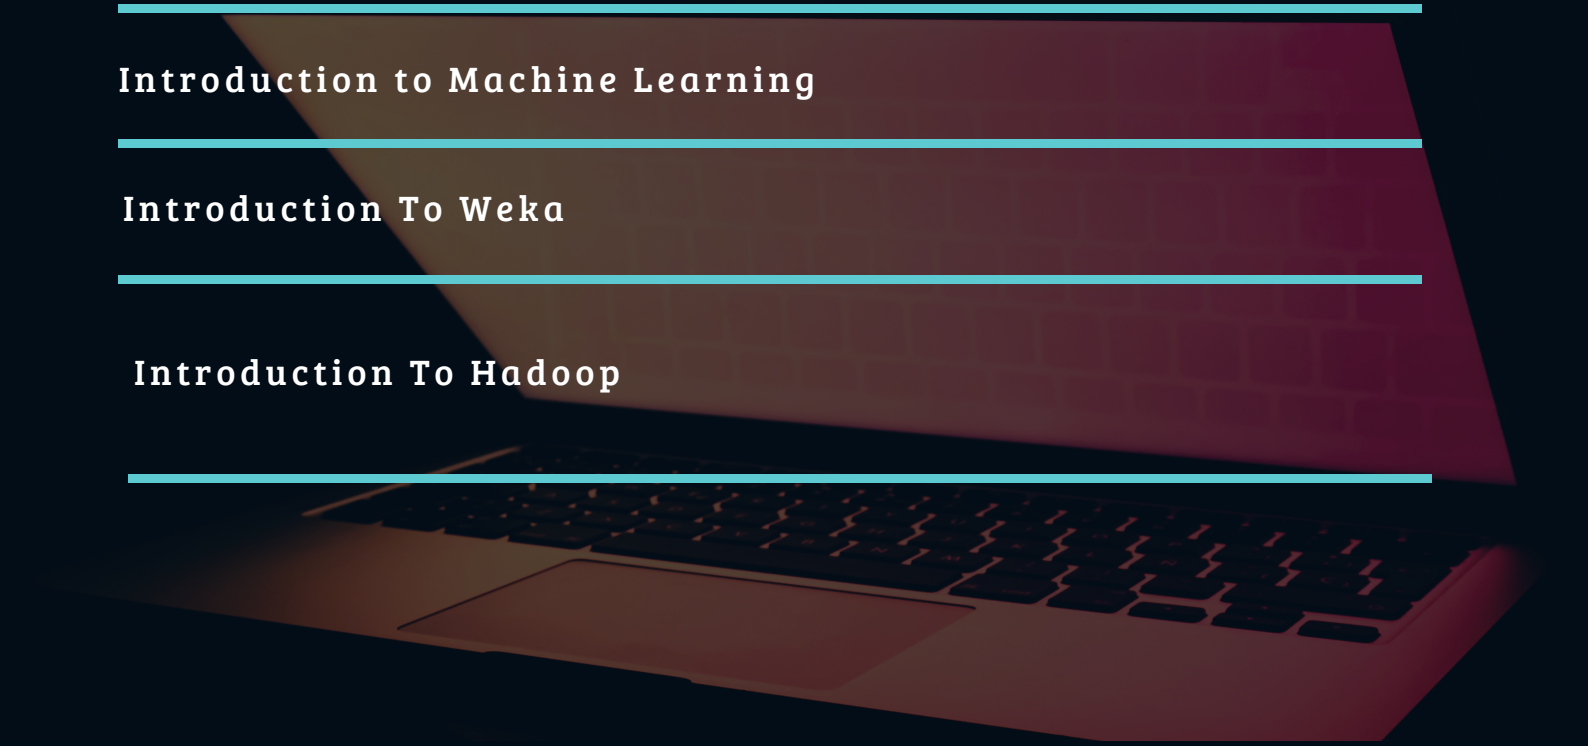 Introduction to Machine Learning
Introduction To Weka
Introduction To Hadoop